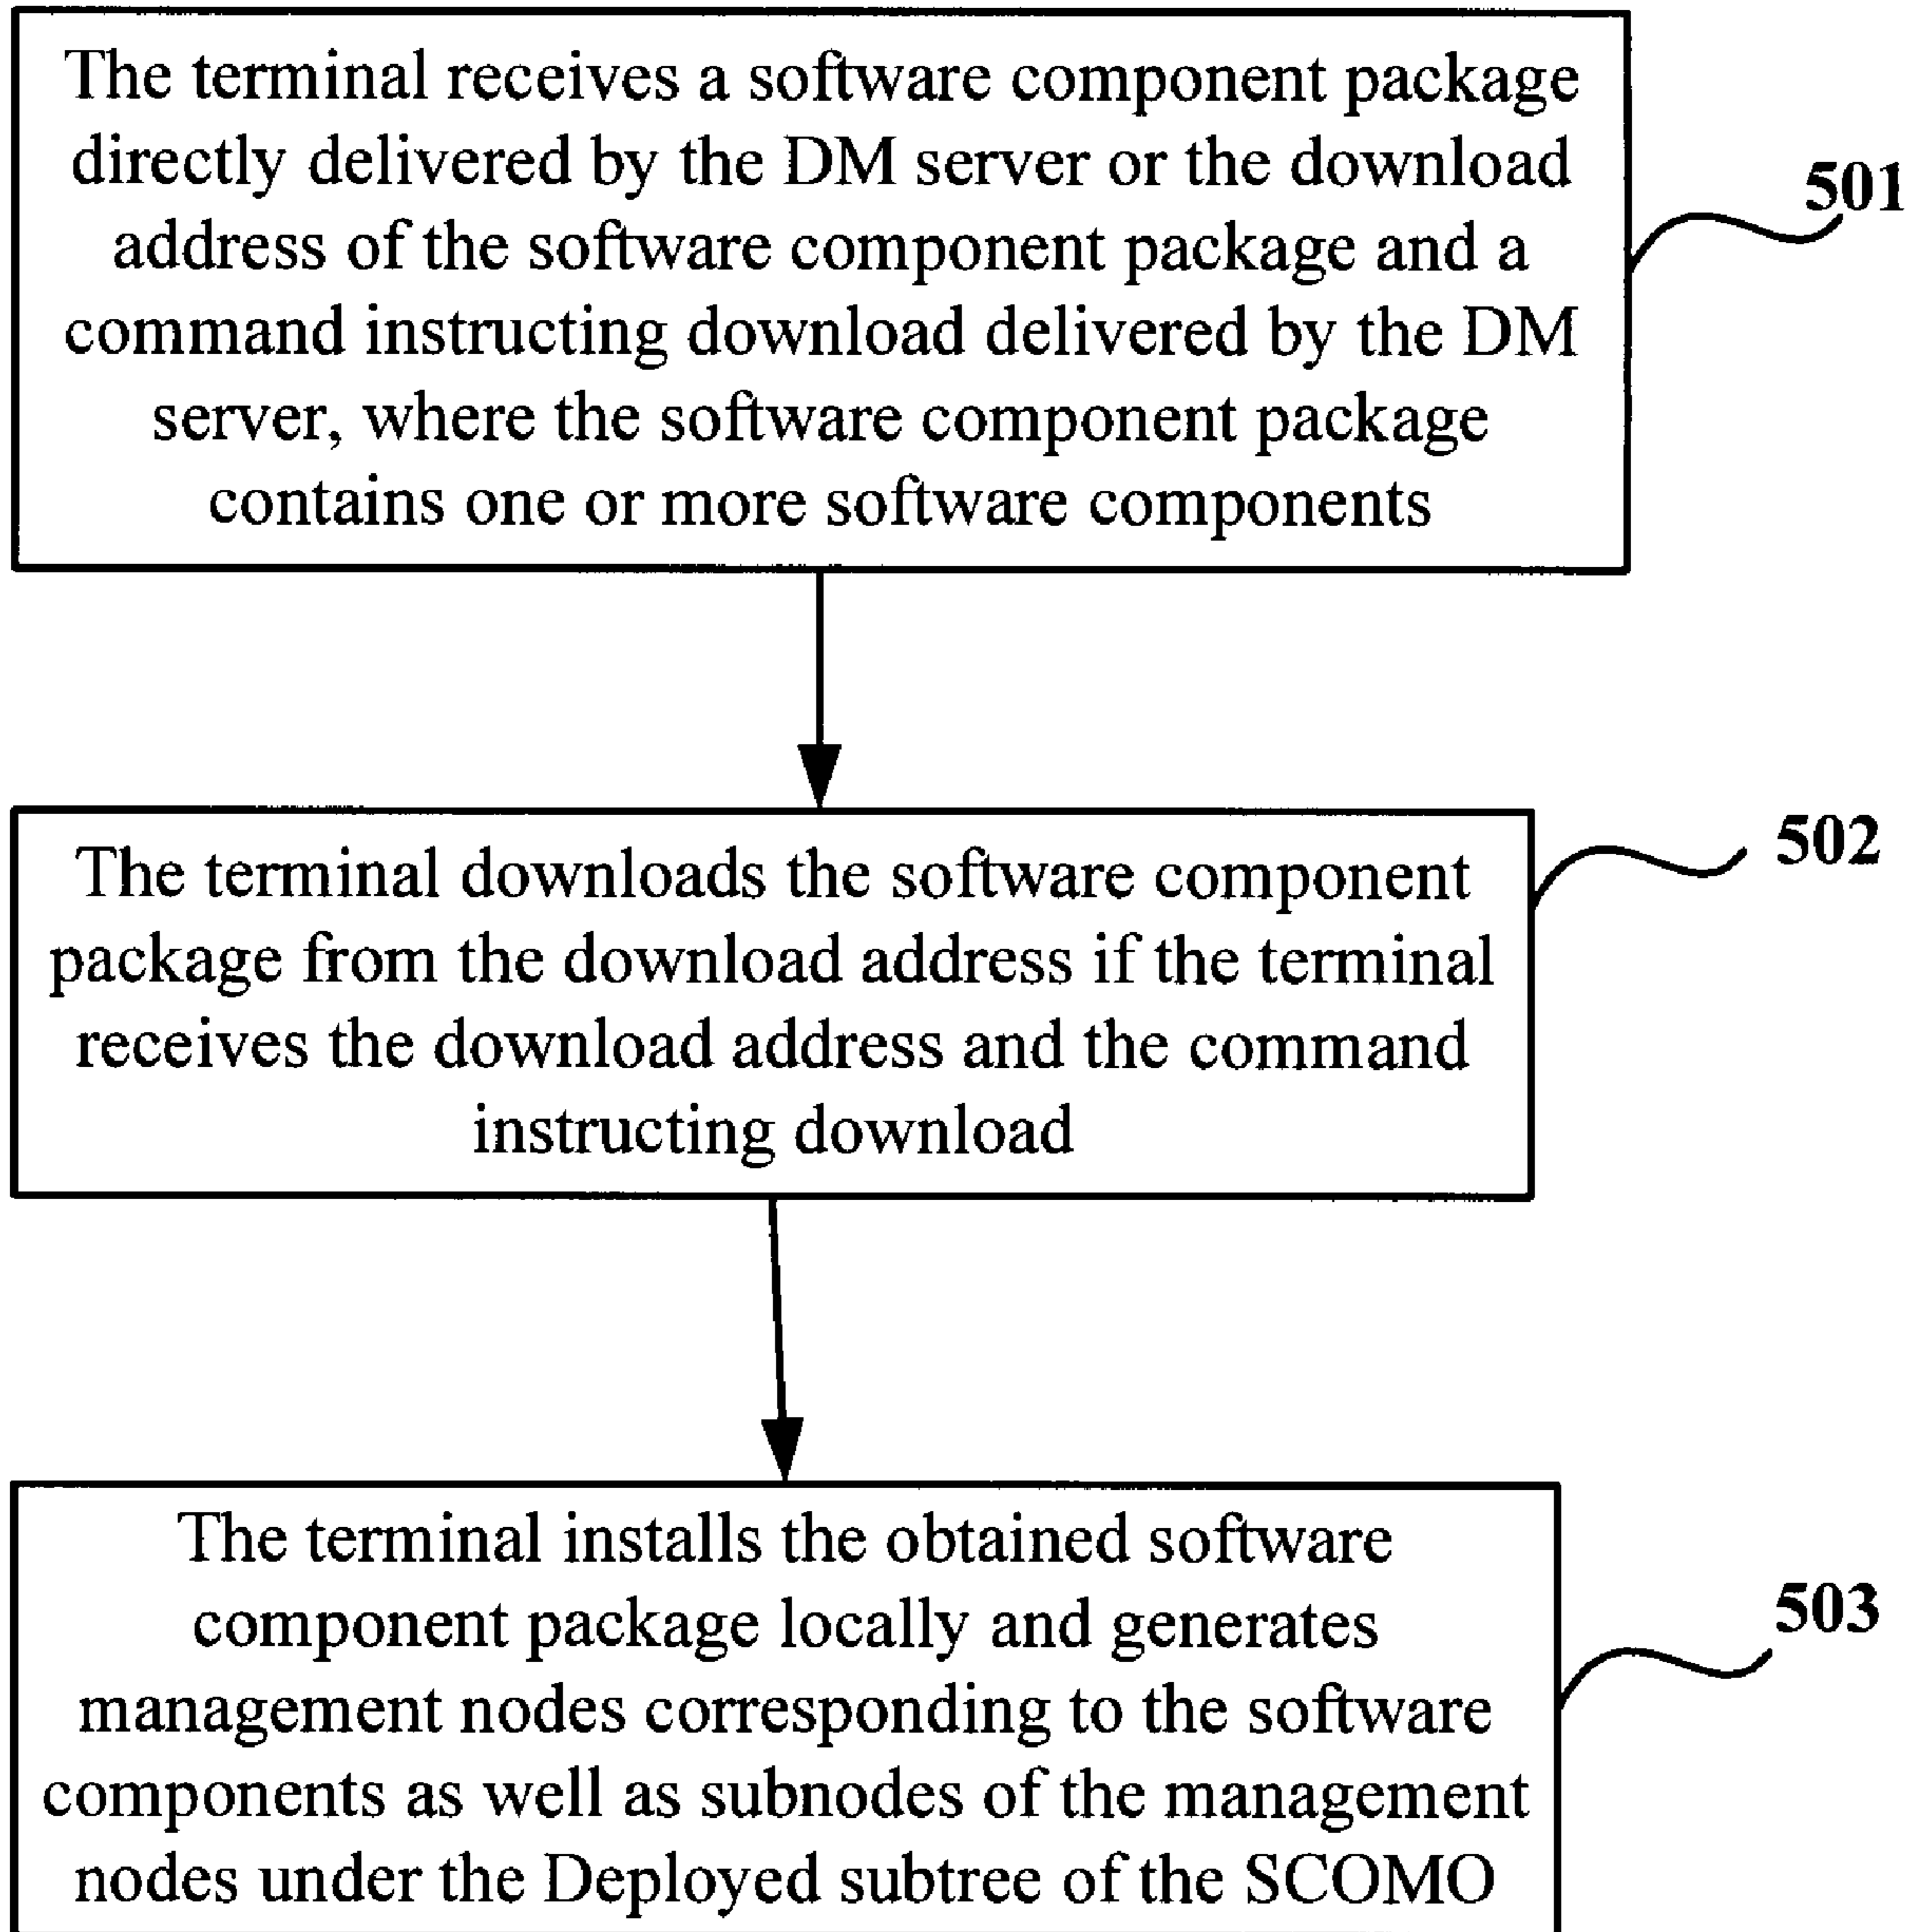 The terminal receives a software component package
directly delivered by the DM server or the download
address of the software component package and a
command instructing download delivered by the DM
server, where the software component package
contains one or more software components
501
The terminal downloads the software component
package from the download address if the terminal
receives the download address and the command
instructing download
502
The terminal installs the obtained software
component package locally and generates
management nodes corresponding to the software
components as well as subnodes of the management
nodes under the Deployed subtree of the SCOMO
503